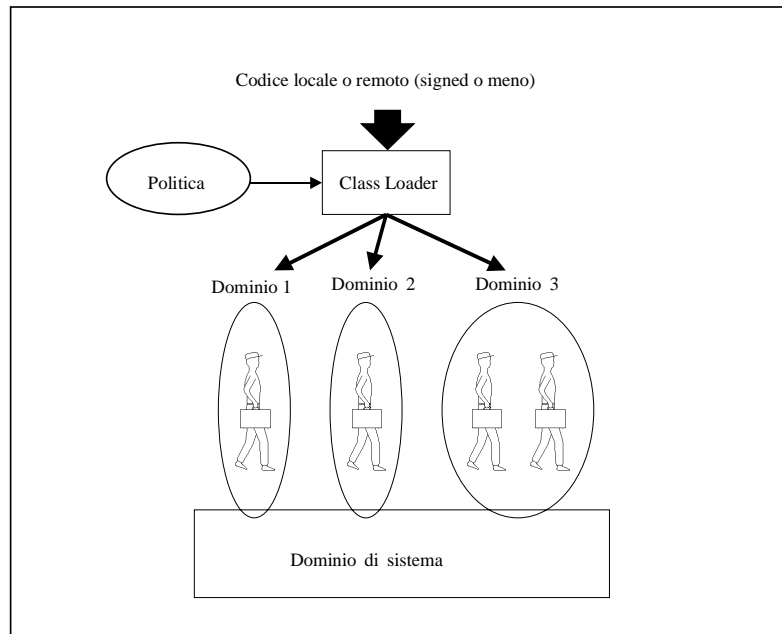 Codice locale o remoto (signed o meno)
Politica
Class Loader
Dominio 1
Dominio 2
Dominio 3
Dominio di sistema